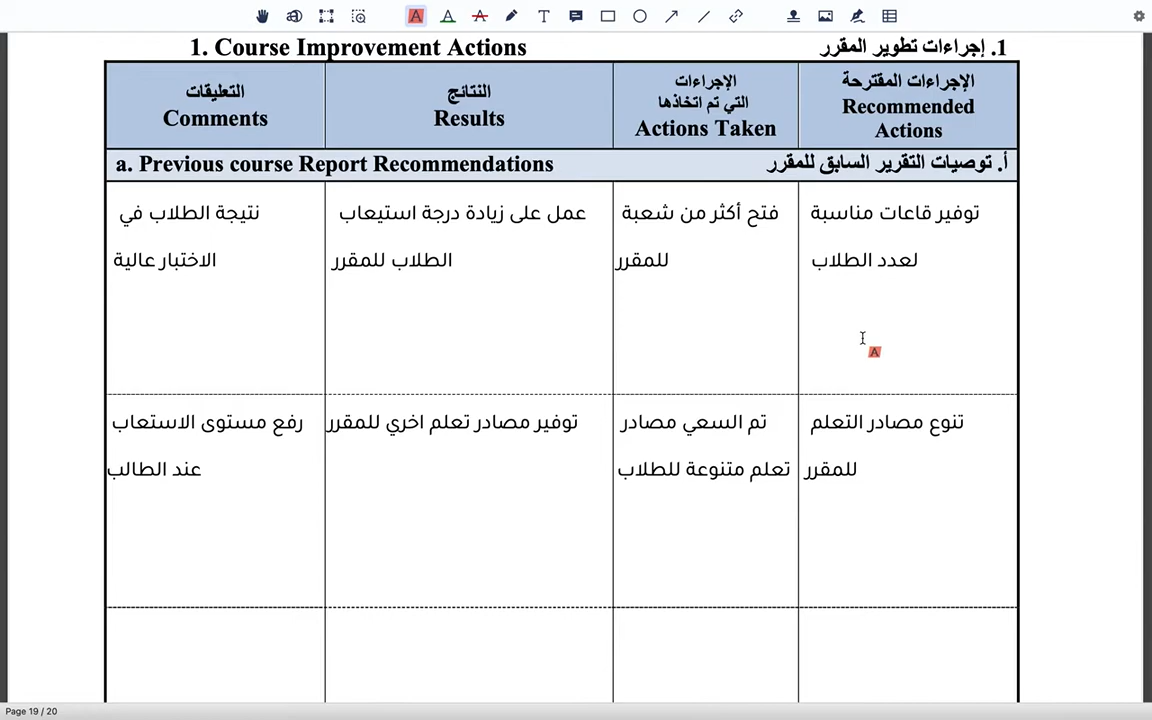 1. Course Improvement Actions
1. إجراءات تطوير المقرر
الإجراءات المقترحة
Recommended
Actions
الإجراءات
التي تم اتخاذها
Actions Taken
النتائج
Results
التعليقات
Comments
a. Previous course Report Recommendations
أ. توصيات التقرير السابق للمقرر
توفير قاعات مناسبة
لعدد الطلاب
فتح أكثر من شعبة
للمقرر
عمل على زيادة درجة استيعاب
الطلاب للمقرر
نتيجة الطلاب في
الاختبار عالية
تنوع مصادر التعلم
للمقرر
تم السعي مصادر
تعلم متنوعة للطلاب
توفير مصادر تعلم اخري للمقرر
رفع مستوى الاستعاب
عند الطالب
Page 19 / 20